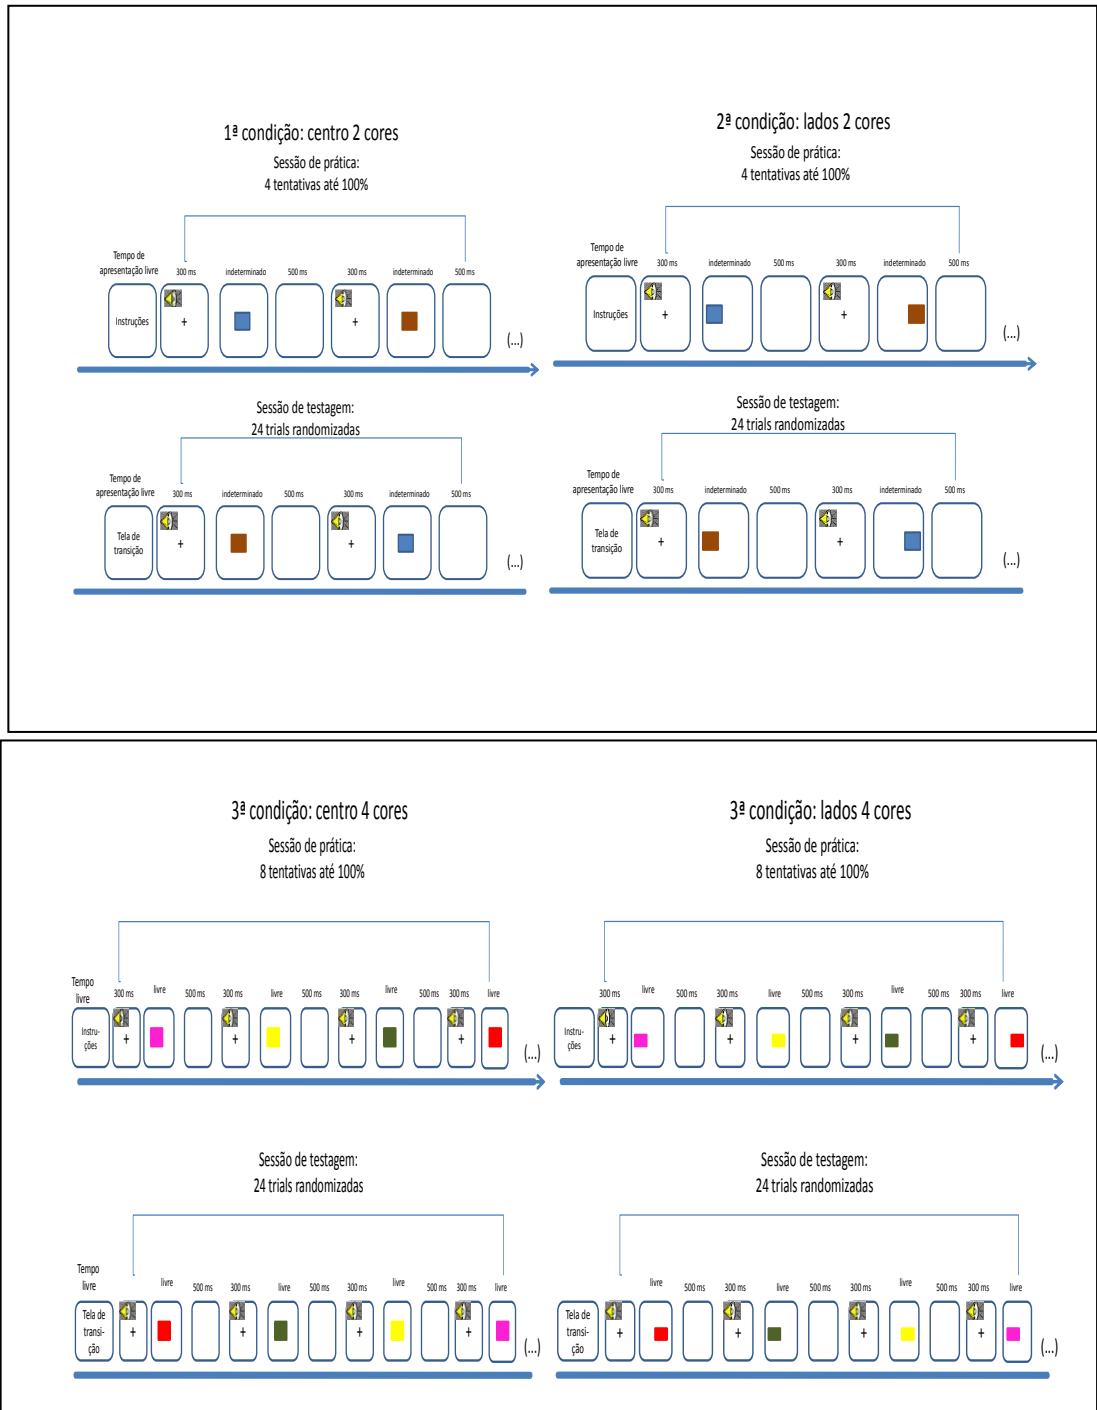 1ª condição: centro 2 cores
Sessão de prática:
4 tentativas até 100%
Tempo de
apresentação livre
300 ms
indeterminado
500 ms
300 ms
indeterminado
500 ms
Instruções
+
+
(...)
Sessão de testagem:
24 trials randomizadas
Tempo de
apresentação livre
300 ms
indeterminado
500 ms
300 ms
indeterminado
500 ms
Tela de
transição
+
+
(...)
2ª condição: lados 2 cores
Sessão de prática:
4 tentativas até 100%
Tempo de
apresentação livre
300 ms
indeterminado
500 ms
300 ms
indeterminado
500 ms
Instruções
+
+
(...)
Sessão de testagem:
24 trials randomizadas
Tempo de
apresentação livre
300 ms
indeterminado
500 ms
300 ms
indeterminado
500 ms
Tela de
transição
+
+
(...)
3ª condição: centro 4 cores
Sessão de prática:
8 tentativas até 100%
Tempo
livre
300 ms
livre
500 ms
300 ms
livre
500 ms
300 ms
livre
500 ms
300 ms
livre
Instru-
ções
+
+
+
+
(...)
Sessão de testagem:
24 trials randomizadas
Tempo
livre
300 ms
livre
500 ms
300 ms
livre
500 ms
300 ms
livre
500 ms
300 ms
livre
Tela de
transi-
ção
+
+
+
+
(...)
3ª condição: lados 4 cores
Sessão de prática:
8 tentativas até 100%
300 ms
livre
500 ms
300 ms
livre
500 ms
300 ms
livre
500 ms
300 ms
livre
Instru-
ções
+
+
+
+
(...)
Sessão de testagem:
24 trials randomizadas
300 ms
livre
500 ms
300 ms
livre
500 ms
300 ms
livre
500 ms
300 ms
livre
Tela de
transi-
ção
+
+
+
+
(...)